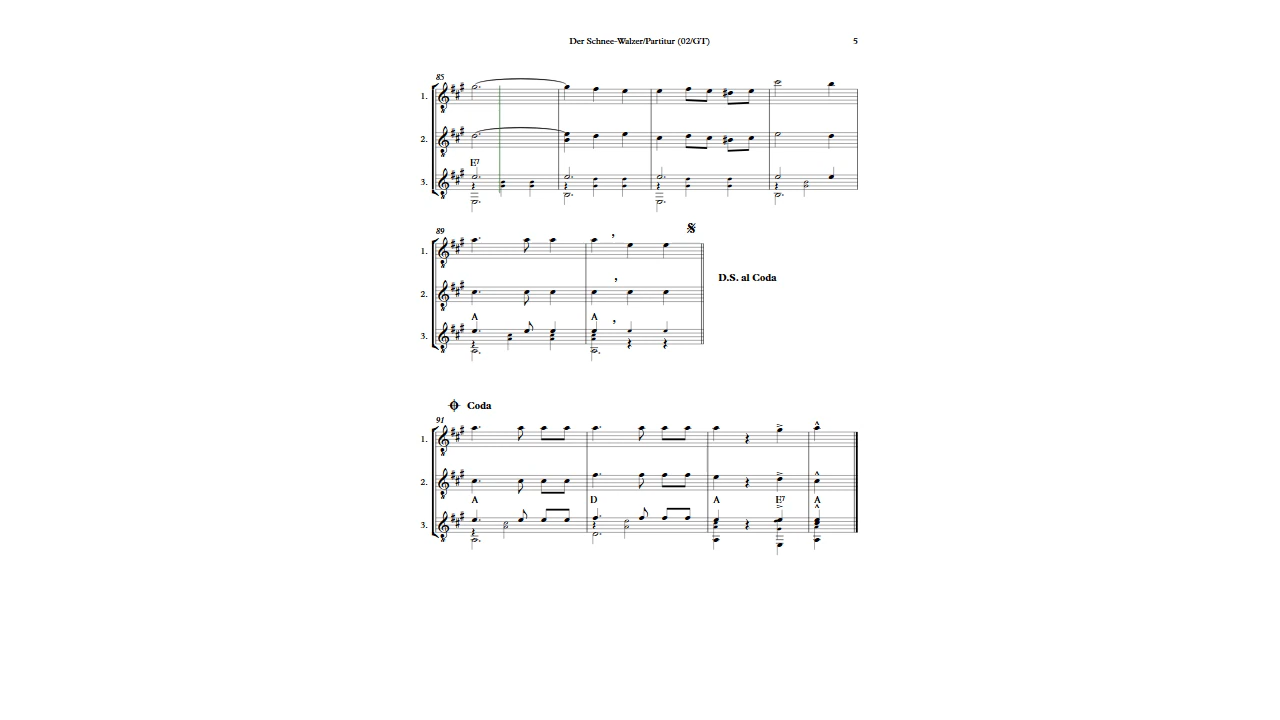 Der Schnee-Walzer/Partitur (02/GT) 5
85
1.
2.
E7
3.
89
1.
D.S. al Coda
2.
A A
3.
Coda
91
1.
2.
A D A E7 A
3.